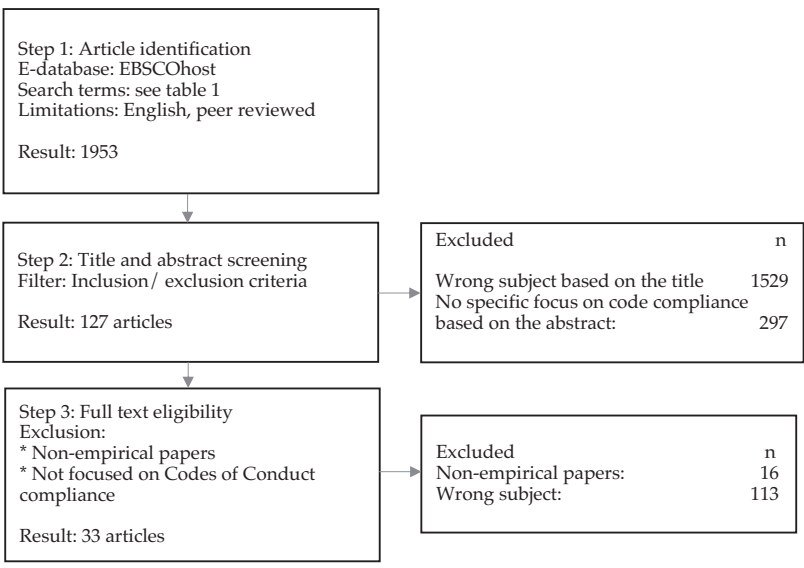 Step 1: Article identification
E-database: EBSCOhost
Search terms: see table 1
Limitations: English, peer reviewed
Result: 1953
Step 2: Title and abstract screening
Filter: Inclusion/ exclusion criteria
Result: 127 articles
Excluded n
Wrong subject based on the title 1529
No specific focus on code compliance
based on the abstract: 297
Step 3: Full text eligibility
Exclusion:
* Non-empirical papers
* Not focused on Codes of Conduct
compliance
Result: 33 articles
Excluded n
Non-empirical papers: 16
Wrong subject: 113